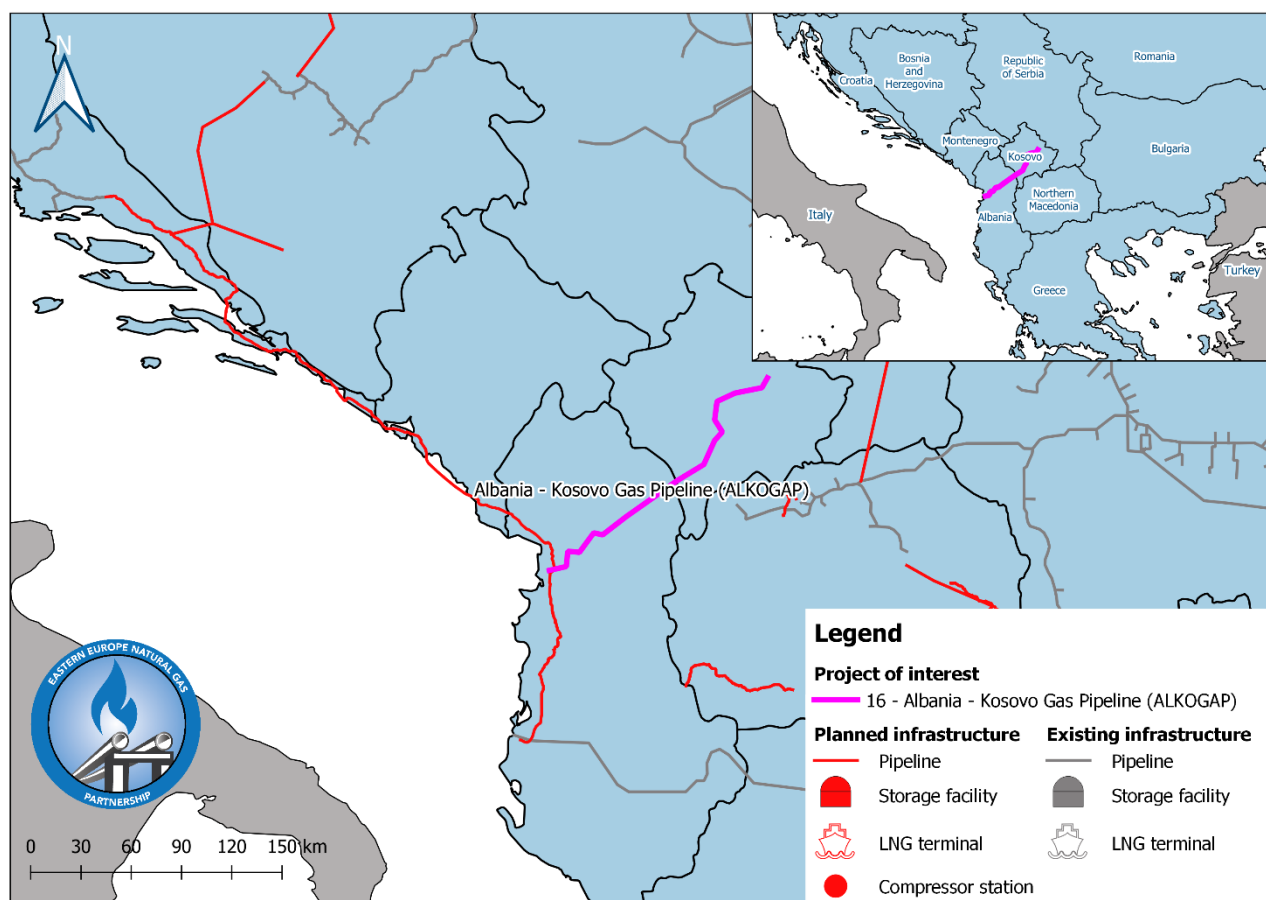 N
Bosnia
and
Herzegovina
Croatia
Republic
of Serbia
Romania
Montenegro
Kosovo
Bulgaria
Northern
Macedonia
Albania
Italy
Greece
Turkey
Albania - Kosovo Gas Pipeline (ALKOGAP)
EASTERN EUROPE NATURAL GAS
PARTNERSHIP
0 30 60 90 120 150 km
Legend
Project of interest
16 - Albania - Kosovo Gas Pipeline (ALKOGAP)
Planned infrastructure
Pipeline
Storage facility
LNG terminal
Compressor station
Existing infrastructure
Pipeline
Storage facility
LNG terminal